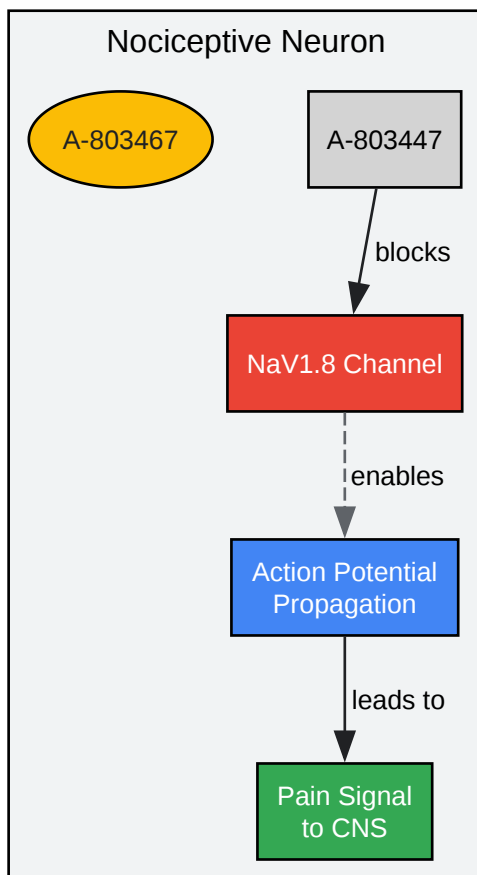 Nociceptive Neuron
A-803467
A-803447
blocks
NaV1.8 Channel
enables
Action Potential
Propagation
leads to
Pain Signal
to CNS